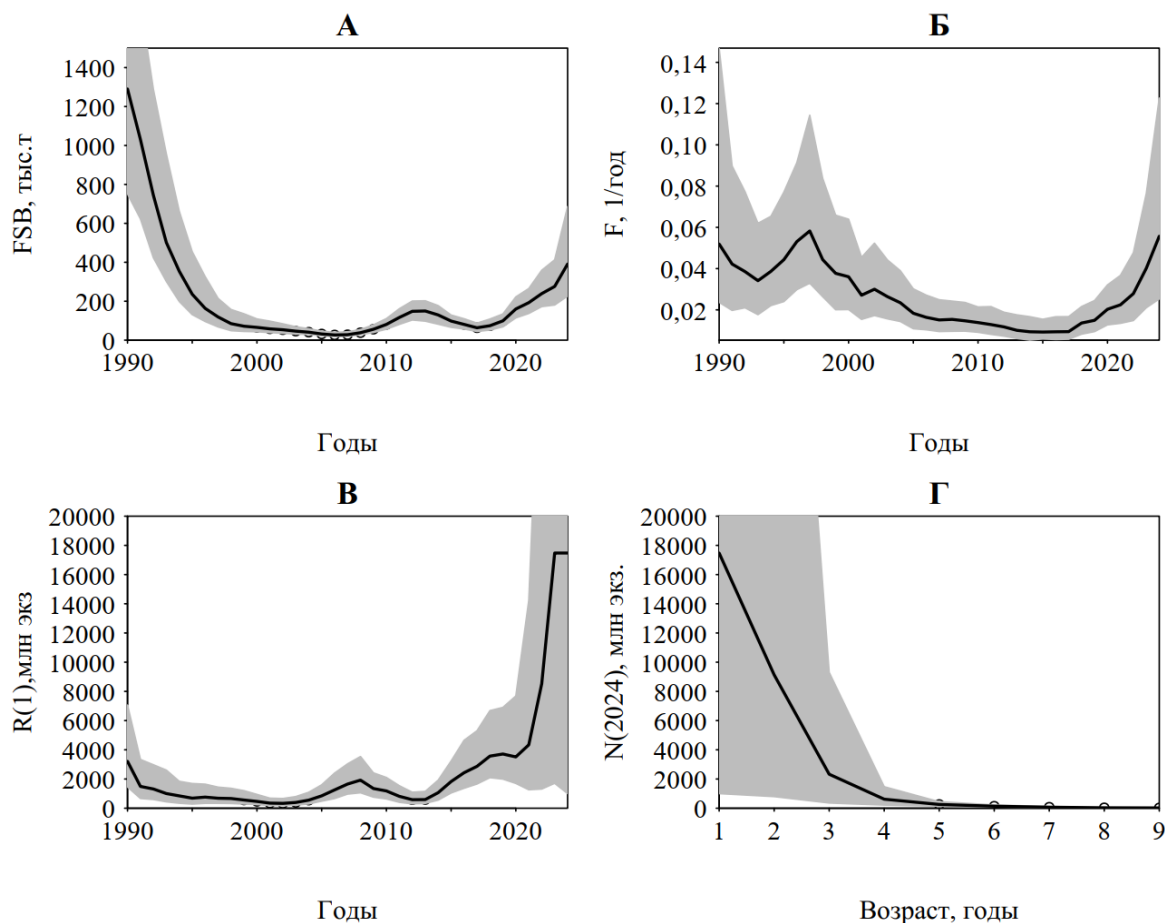 А
FSB, тыс.т
1400
1200
1000
800
600
400
200
0
1990 2000 2010 2020
Годы
Б
F, 1/год
0,14
0,12
0,10
0,08
0,06
0,04
0,02
1990 2000 2010 2020
Годы
В
R(1),млн экз
20000
18000
16000
14000
12000
10000
8000
6000
4000
2000
0
1990 2000 2010 2020
Годы
Г
N(2024), млн экз.
20000
18000
16000
14000
12000
10000
8000
6000
4000
2000
0
1 2 3 4 5 6 7 8 9
Возраст, годы